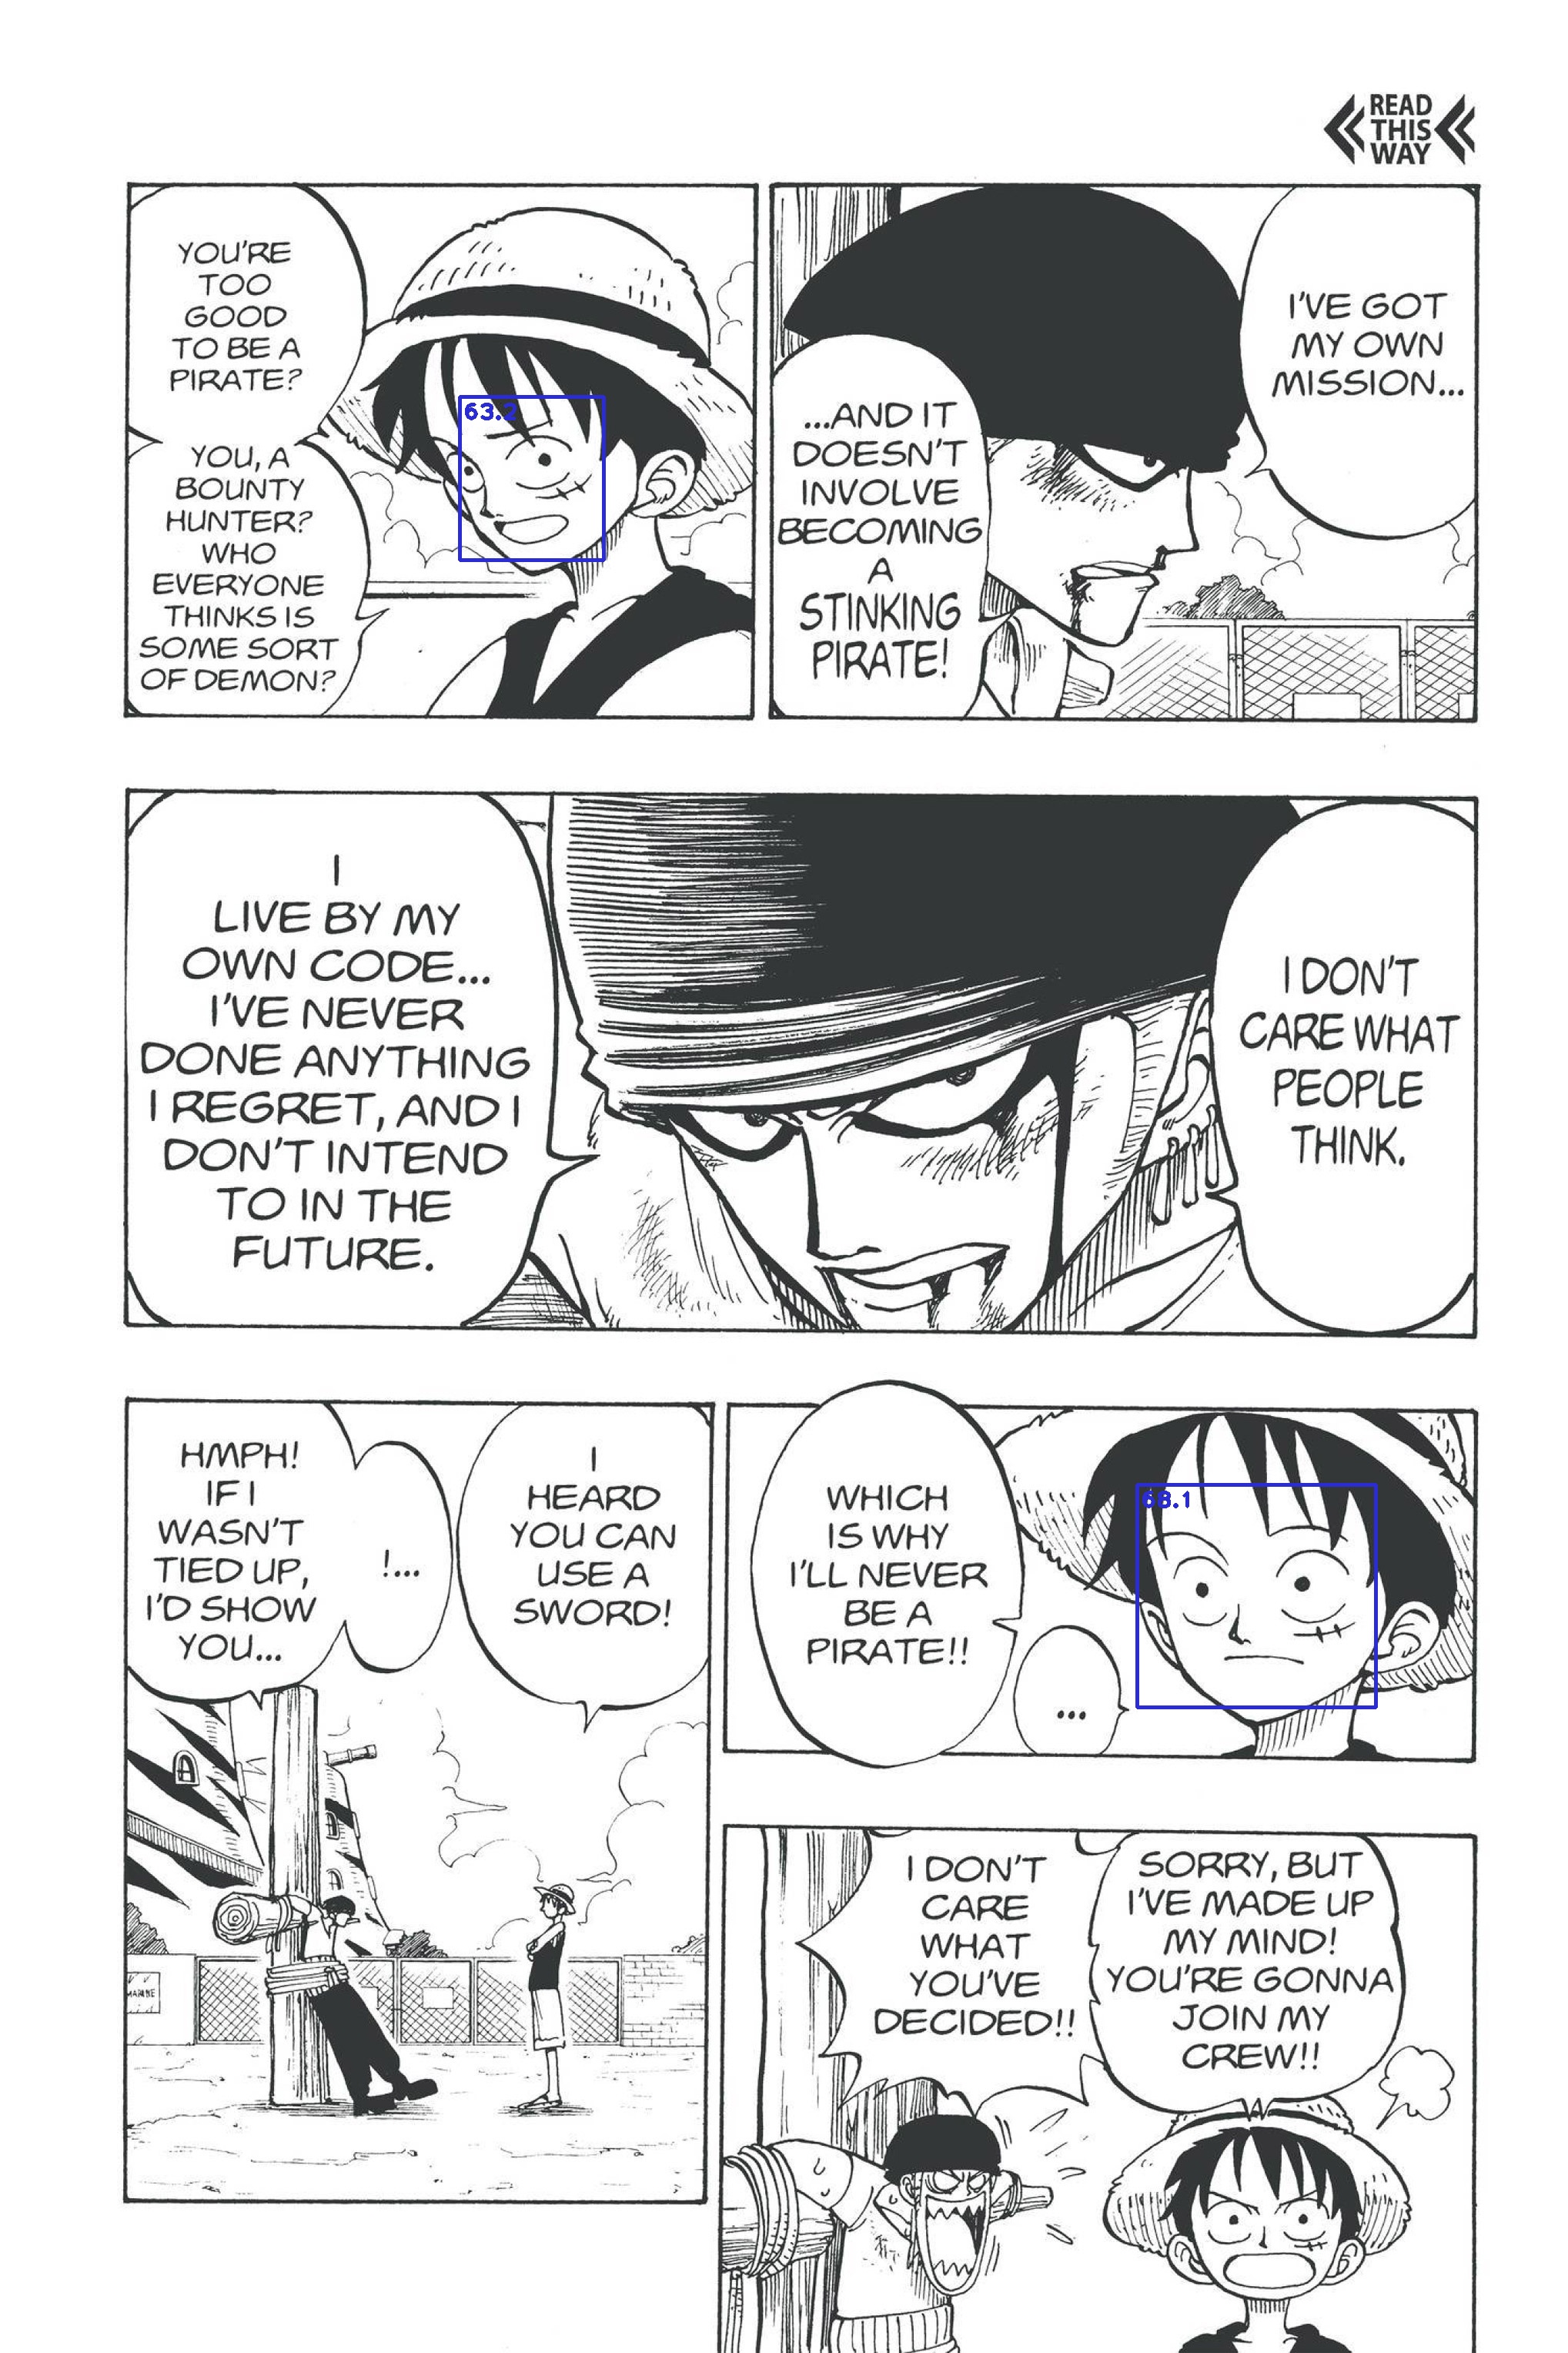 READ
THIS
WAY
I'VE GOT
MY OWN
MISSION...
...AND IT
DOESN'T
INVOLVE
BECOMING
A
STINKING
PIRATE!
YOU'RE
TOO
GOOD
TO BE A
PIRATE?
YOU, A
BOUNTY
HUNTER?
WHO
EVERYONE
THINKS IS
SOME SORT
OF DEMON?
63.2
I DON'T
CARE WHAT
PEOPLE
THINK.
I
LIVE BY MY
OWN CODE...
I'VE NEVER
DONE ANYTHING
I REGRET, AND I
DON'T INTEND
TO IN THE
FUTURE.
WHICH
IS WHY
I'LL NEVER
BE A
PIRATE!!
...
68.1
SORRY, BUT
I'VE MADE UP
MY MIND!
YOU'RE GONNA
JOIN MY
CREW!!
I DON'T
CARE
WHAT
YOU'VE
DECIDED!!
I
HEARD
YOU CAN
USE A
SWORD!
!...
HMPH!
IF I
WASN'T
TIED UP,
I'D SHOW
YOU...
MARINE